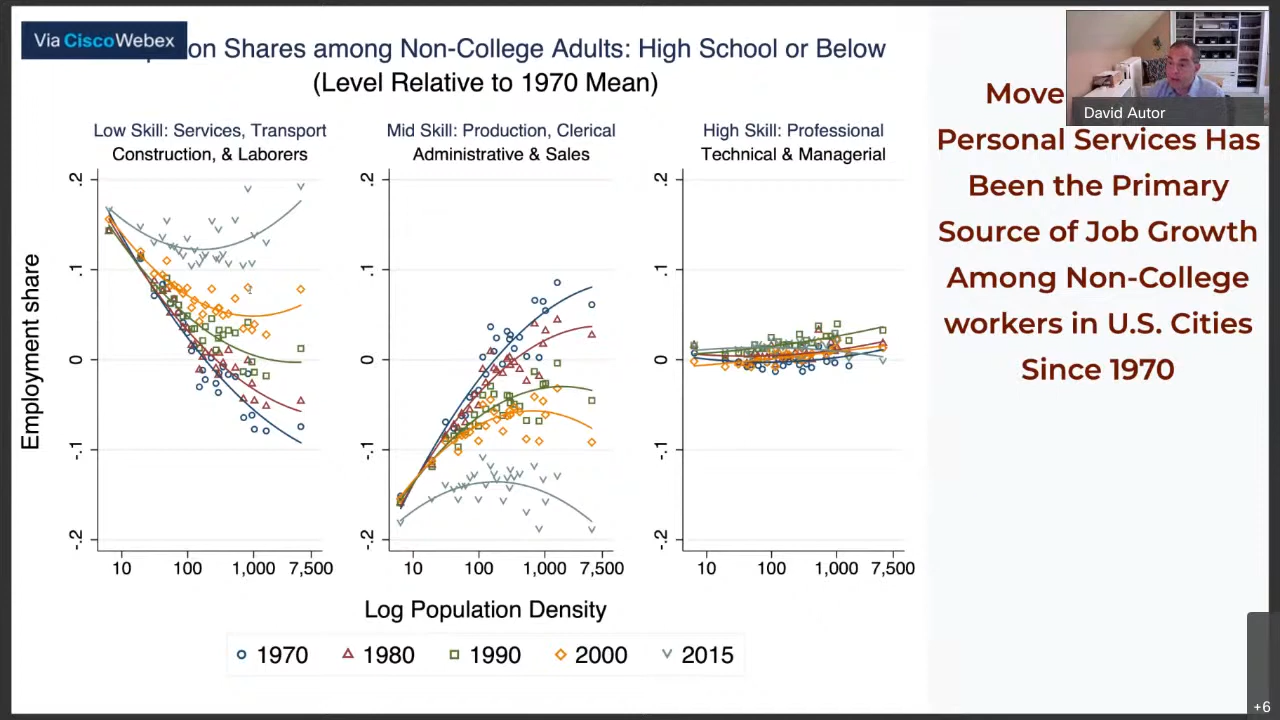 Via Cisco Webex
on Shares among Non-College Adults: High School or Below
(Level Relative to 1970 Mean)
Low Skill: Services, Transport
Construction, & Laborers
Mid Skill: Production, Clerical
Administrative & Sales
High Skill: Professional
Technical & Managerial
Employment share
.2
.1
0
-.1
-.2
10 100 1,000 7,500
.2
.1
0
-.1
-.2
10 100 1,000 7,500
.2
.1
0
-.1
-.2
10 100 1,000 7,500
Log Population Density
1970 1980 1990 2000 2015
David Autor
Move
Personal Services Has
Been the Primary
Source of Job Growth
Among Non-College
workers in U.S. Cities
Since 1970
+6